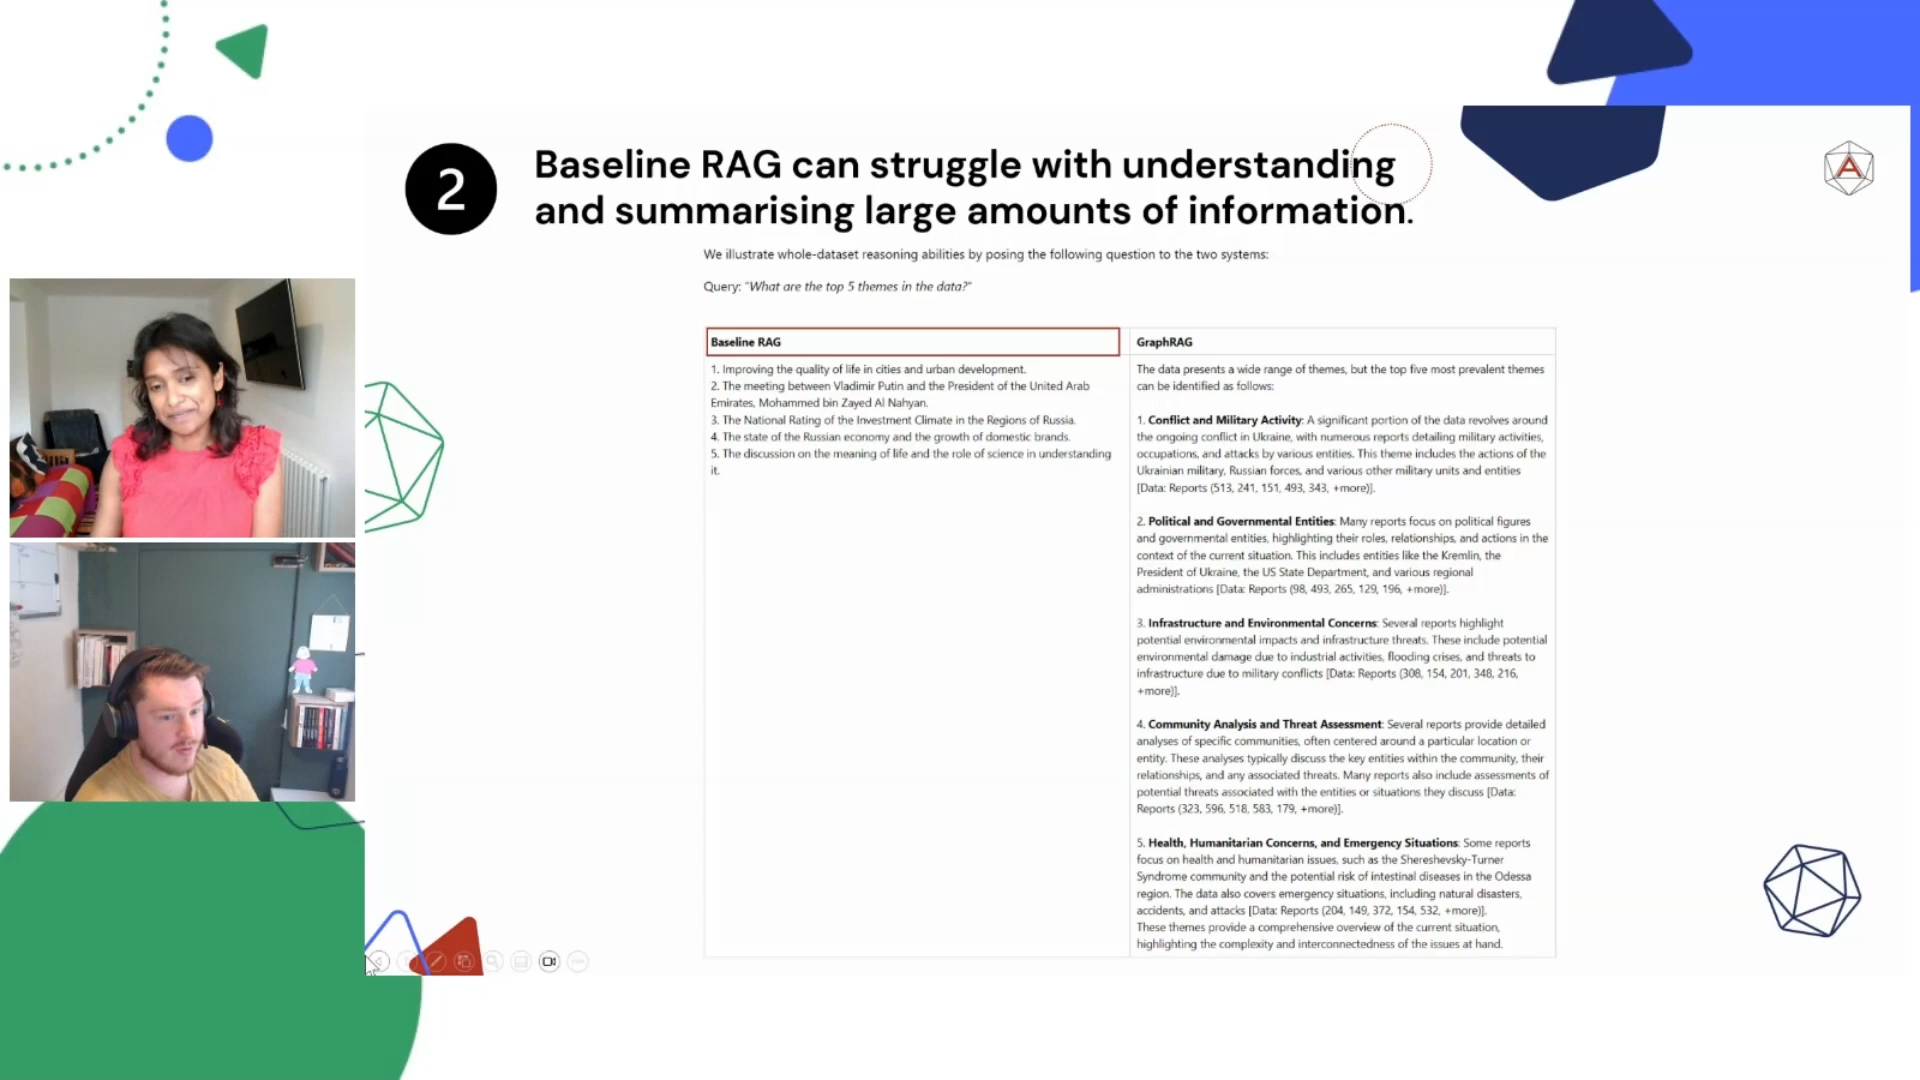 2
Baseline RAG can struggle with understanding
and summarising large amounts of information.
A
We illustrate whole-dataset reasoning abilities by posing the following question to the two systems:
Query: "What are the top 5 themes in the data?"
Baseline RAG
1. Improving the quality of life in cities and urban development.
2. The meeting between Vladimir Putin and the President of the United Arab
Emirates, Mohammed bin Zayed Al Nahyan.
3. The National Rating of the Investment Climate in the Regions of Russia.
4. The state of the Russian economy and the growth of domestic brands.
5. The discussion on the meaning of life and the role of science in understanding
it.
GraphRAG
The data presents a wide range of themes, but the top five most prevalent themes
can be identified as follows:
1. Conflict and Military Activity: A significant portion of the data revolves around
the ongoing conflict in Ukraine, with numerous reports detailing military activities,
occupations, and attacks by various entities. This theme includes the actions of the
Ukrainian military, Russian forces, and various other military units and entities
[Data: Reports (513, 241, 151, 493, 343, +more)].
2. Political and Governmental Entities: Many reports focus on political figures
and governmental entities, highlighting their roles, relationships, and actions in the
context of the current situation. This includes entities like the Kremlin, the
President of Ukraine, the US State Department, and various regional
administrations [Data: Reports (98, 493, 265, 129, 196, +more)].
3. Infrastructure and Environmental Concerns: Several reports highlight
potential environmental impacts and infrastructure threats. These include potential
environmental damage due to industrial activities, flooding crises, and threats to
infrastructure due to military conflicts [Data: Reports (308, 154, 201, 348, 216,
+more)].
4. Community Analysis and Threat Assessment: Several reports provide detailed
analyses of specific communities, often centered around a particular location or
entity. These analyses typically discuss the key entities within the community, their
relationships, and any associated threats. Many reports also include assessments of
potential threats associated with the entities or situations they discuss [Data:
Reports (323, 596, 518, 583, 179, +more)].
5. Health, Humanitarian Concerns, and Emergency Situations: Some reports
focus on health and humanitarian issues, such as the Shereshevsky-Turner
Syndrome community and the potential risk of intestinal diseases in the Odessa
region. The data also covers emergency situations, including natural disasters,
accidents, and attacks [Data: Reports (204, 149, 372, 154, 532, +more)].
These themes provide a comprehensive overview of the current situation,
highlighting the complexity and interconnectedness of the issues at hand.